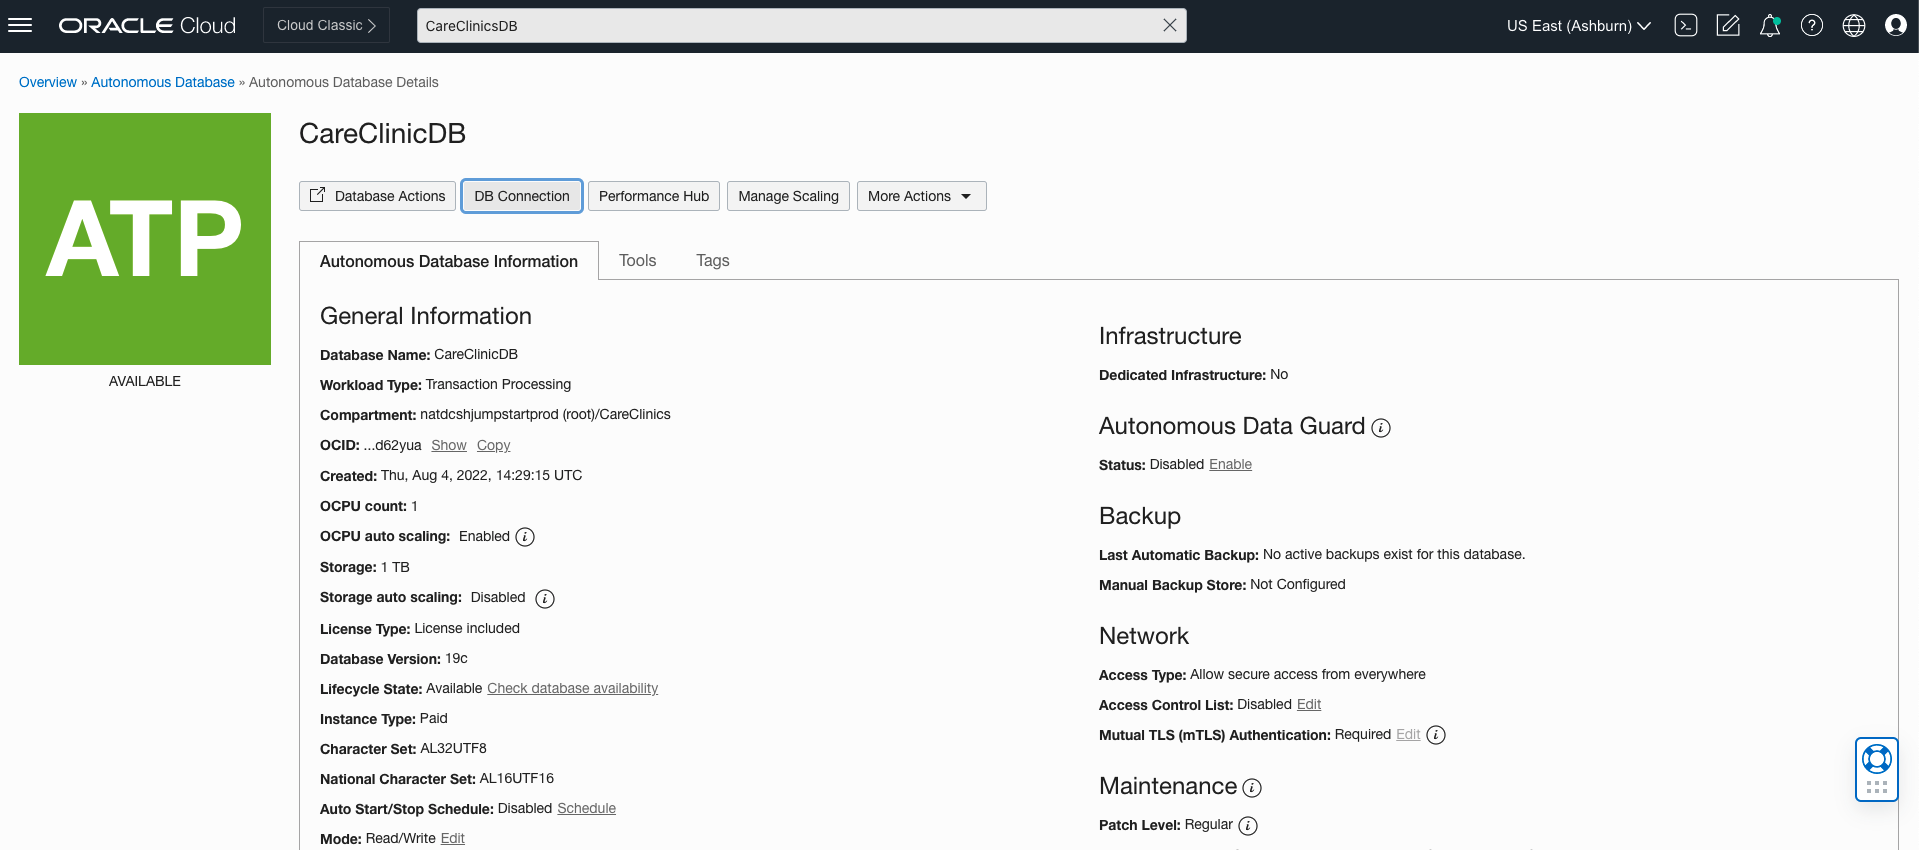 ORACLE Cloud
Cloud Classic
CareClinicsDB
US East (Ashburn)
Overview » Autonomous Database » Autonomous Database Details
ATP
AVAILABLE
CareClinicDB
Database Actions
DB Connection
Performance Hub
Manage Scaling
More Actions
Autonomous Database Information
Tools
Tags
General Information
Database Name: CareClinicDB
Workload Type: Transaction Processing
Compartment: natdcshjumpstartprod (root)/CareClinics
OCID: ...d62yua Show Copy
Created: Thu, Aug 4, 2022, 14:29:15 UTC
OCPU count: 1
OCPU auto scaling: Enabled
Storage: 1 TB
Storage auto scaling: Disabled
License Type: License included
Database Version: 19c
Lifecycle State: Available Check database availability
Instance Type: Paid
Character Set: AL32UTF8
National Character Set: AL16UTF16
Auto Start/Stop Schedule: Disabled Schedule
Mode: Read/Write Edit
Infrastructure
Dedicated Infrastructure: No
Autonomous Data Guard
Status: Disabled Enable
Backup
Last Automatic Backup: No active backups exist for this database.
Manual Backup Store: Not Configured
Network
Access Type: Allow secure access from everywhere
Access Control List: Disabled Edit
Mutual TLS (mTLS) Authentication: Required Edit
Maintenance
Patch Level: Regular